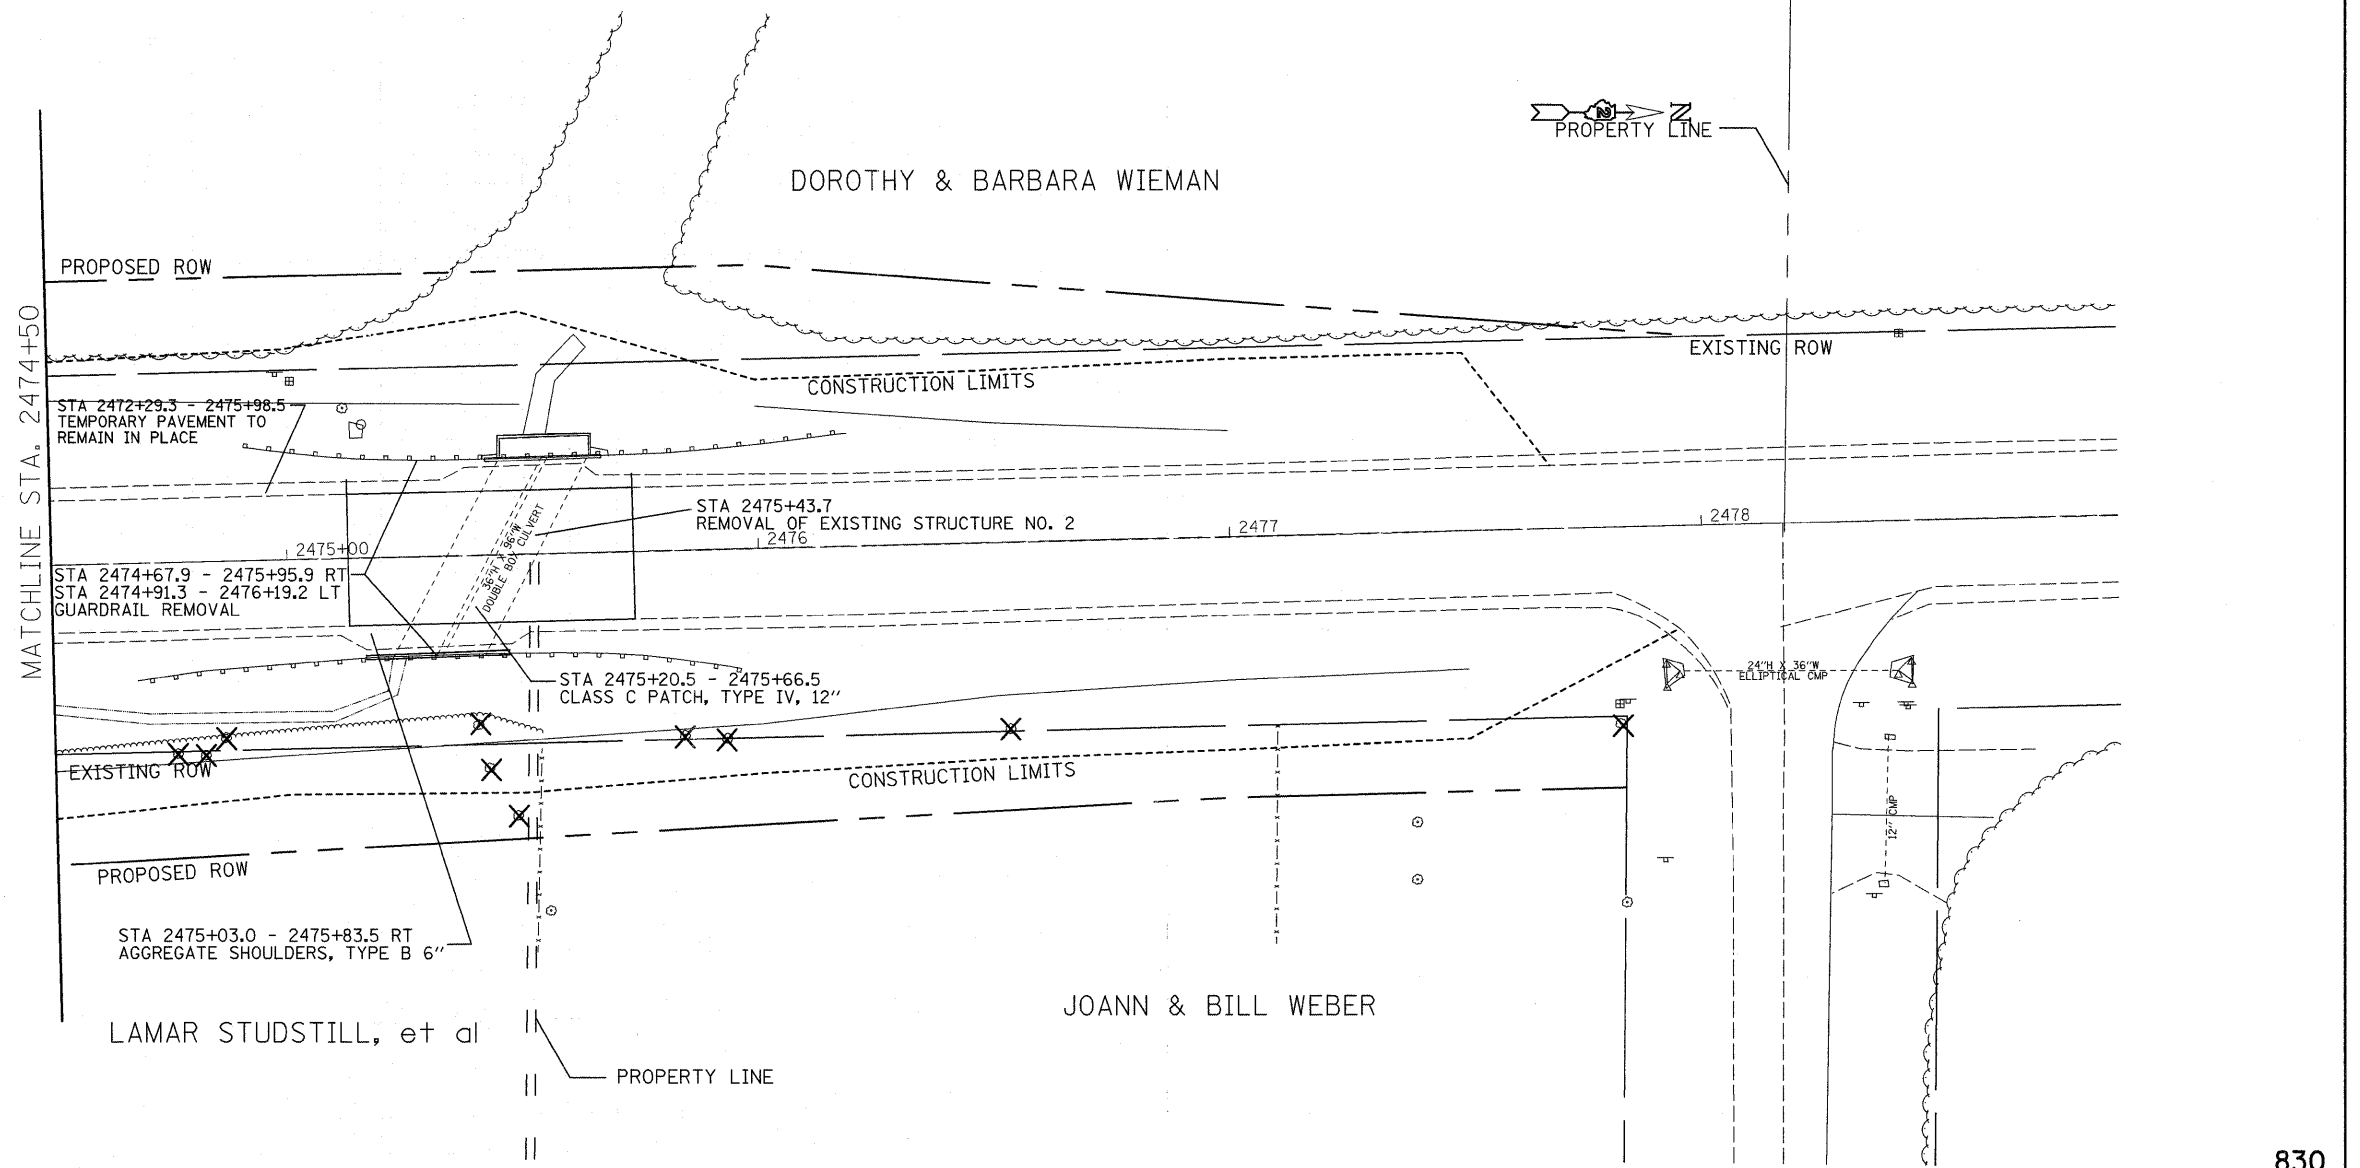 N
PROPERTY LINE
DOROTHY & BARBARA WIEMAN
PROPOSED ROW
MATCHLINE STA. 2474+50
EXISTING ROW
CONSTRUCTION LIMITS
STA 2472+29.3 - 2475+98.5
TEMPORARY PAVEMENT TO
REMAIN IN PLACE
STA 2475+43.7
REMOVAL OF EXISTING STRUCTURE NO. 2
36"H X 96"W
DOUBLE BOX CULVERT
2475+00
2476
2477
2478
STA 2474+67.9 - 2475+95.9 RT
STA 2474+91.3 - 2476+19.2 LT
GUARDRAIL REMOVAL
STA 2475+20.5 - 2475+66.5
CLASS C PATCH, TYPE IV, 12"
24"H X 36"W
ELLIPTICAL CMP
EXISTING ROW
CONSTRUCTION LIMITS
12" CMP
PROPOSED ROW
STA 2475+03.0 - 2475+83.5 RT
AGGREGATE SHOULDERS, TYPE B 6"
LAMAR STUDSTILL, et al
JOANN & BILL WEBER
PROPERTY LINE
830